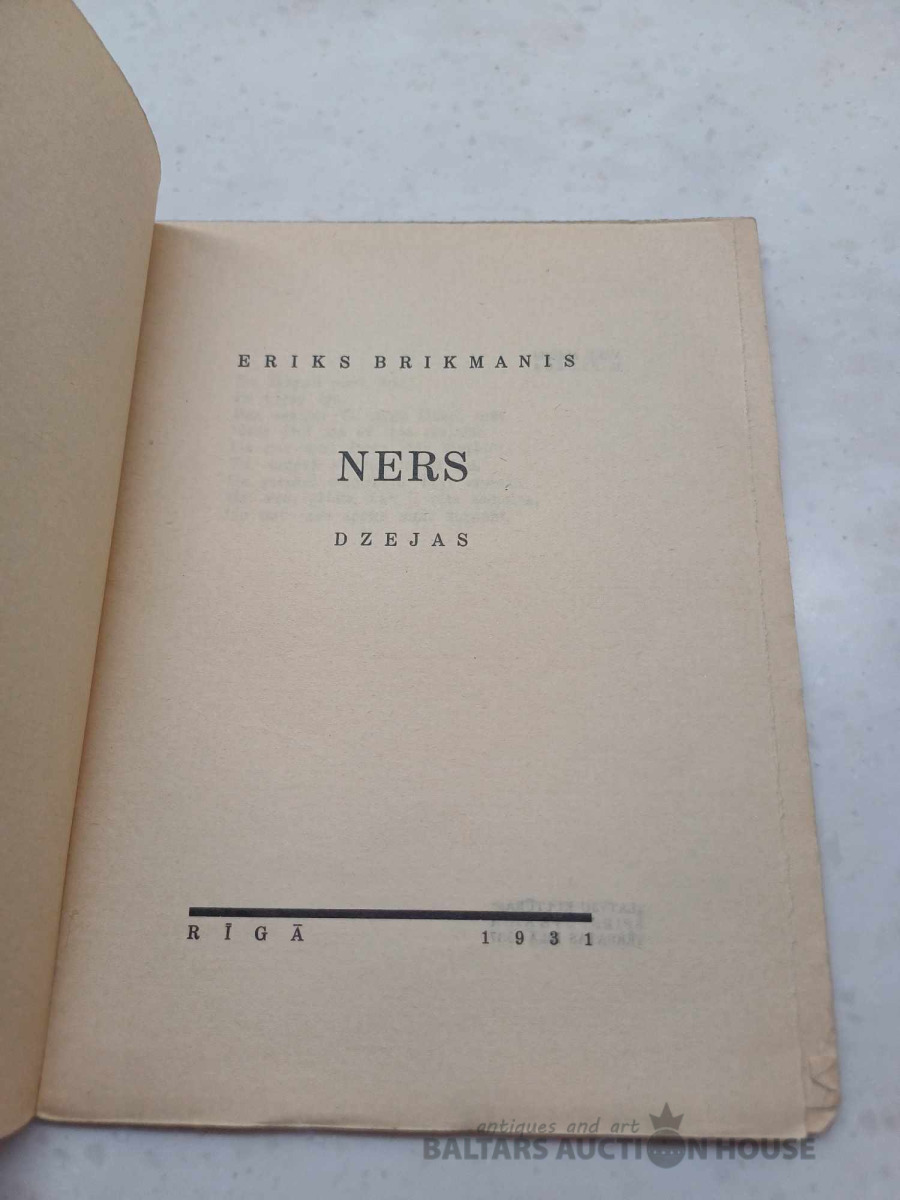 ERIKS BRIKMANIS
NERS
DZEJAS
RĪGĀ 1931
antiques and art
BALTARS AUCTION HOUSE